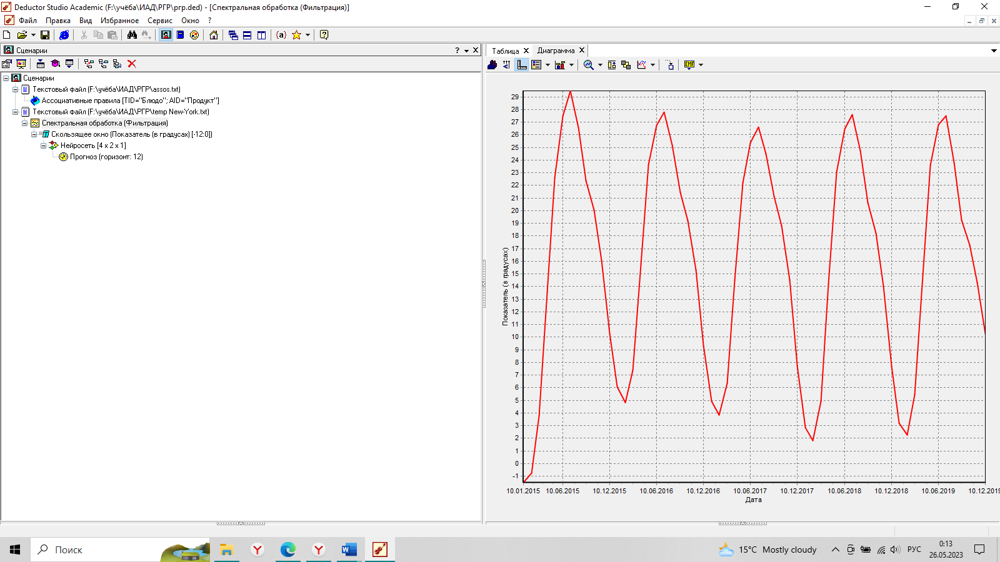 Deductor Studio Academic (F:\учёба\ИАД\РГР\ргр.ded) - [Спектральная обработка (Фильтрация)]
Файл Правка Вид Избранное Сервис Окно ?
Сценарии
Таблица Диаграмма
Сценарии
Текстовый файл (F:\учёба\ИАД\РГР\assos.txt)
Ассоциативные правила [TID="Блюдо"; AID="Продукт"]
Текстовый файл (F:\учёба\ИАД\РГР\temp New-York.txt)
Спектральная обработка (Фильтрация)
Скользящее окно (Показатель (в градусах) [-12:0])
Нейросеть [4 x 2 x 1]
Прогноз (горизонт: 12)
EMF
29
28
27
26
25
24
23
22
21
20
19
18
17
16
15
14
13
12
11
10
9
8
7
6
5
4
3
2
1
0
-1
Показатель (в градусах)
10.01.2015 10.06.2015 10.12.2015 10.06.2016 10.12.2016 10.06.2017 10.12.2017 10.06.2018 10.12.2018 10.06.2019 10.12.2019
Дата
Поиск
15°C Mostly cloudy
РУС
0:13
26.05.2023